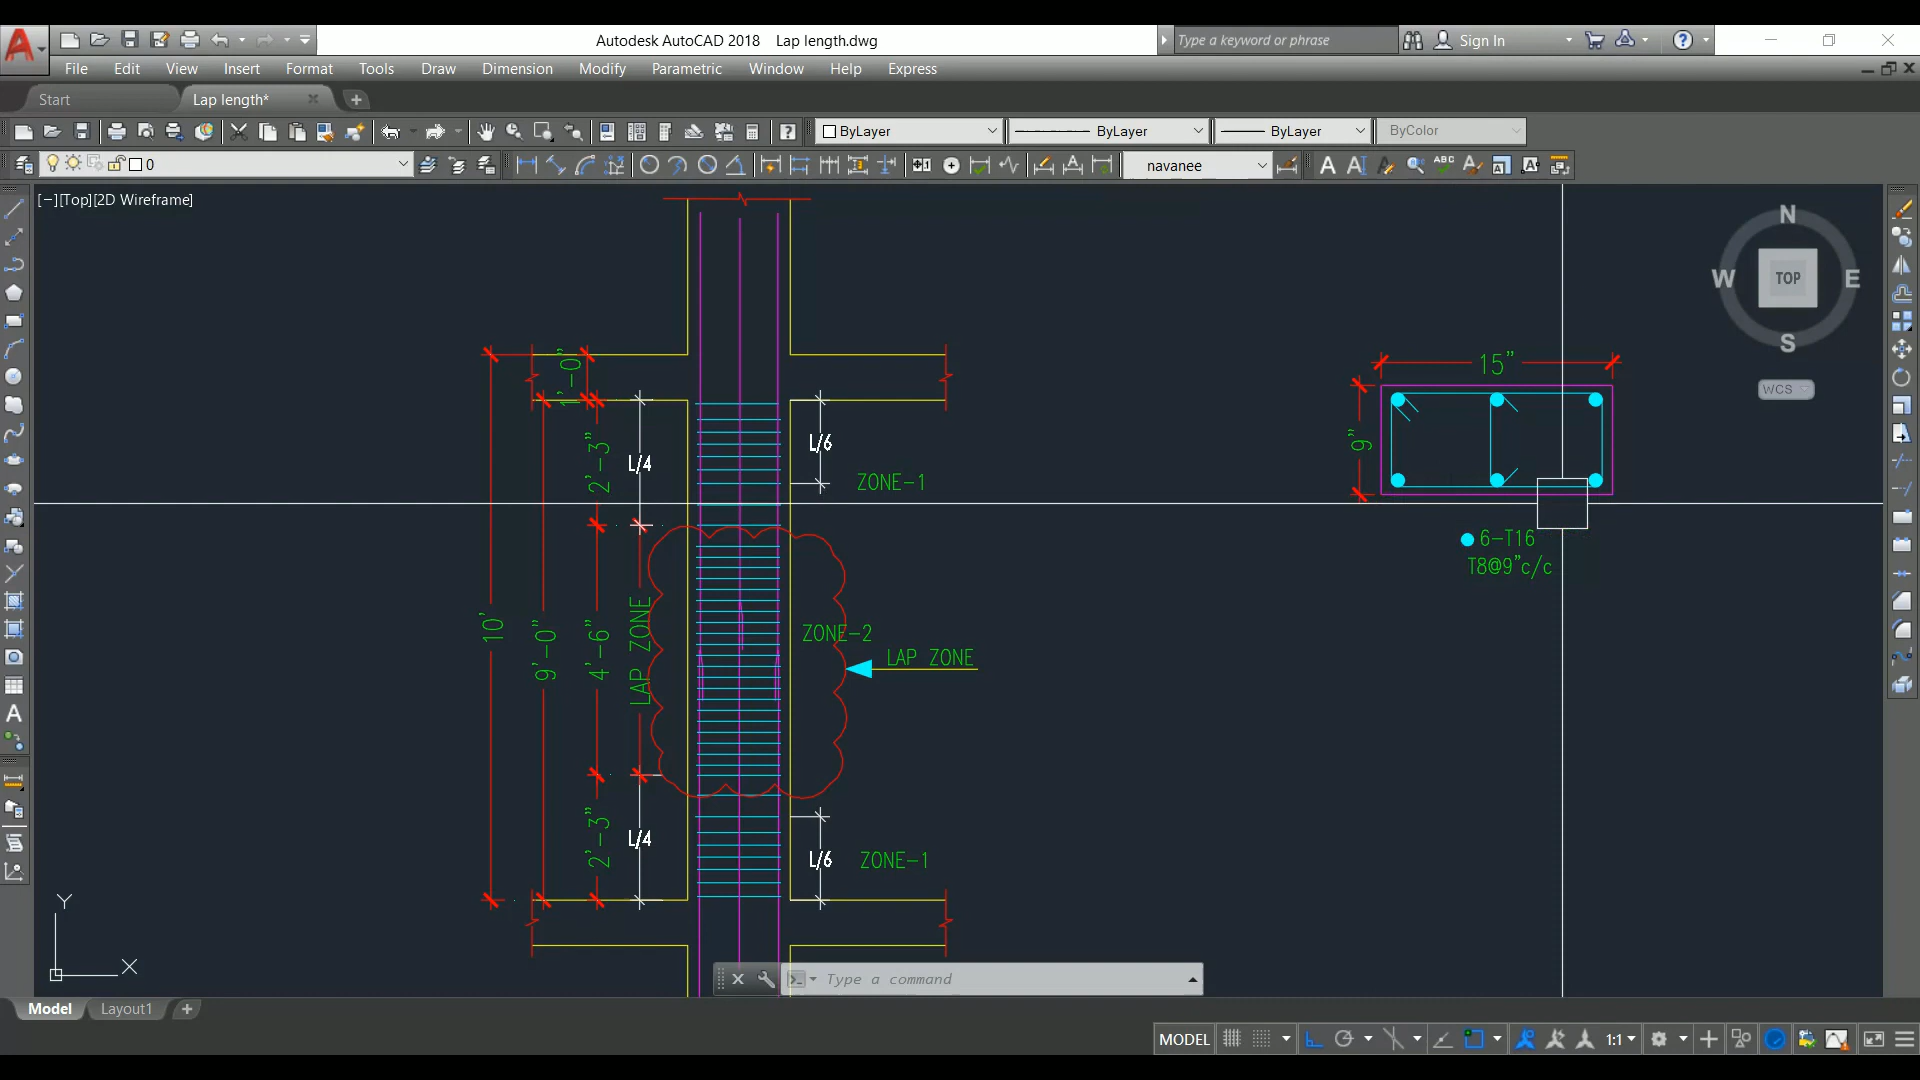 Autodesk AutoCAD 2018 Lap length.dwg
Type a keyword or phrase
Sign In
File Edit View Insert Format Tools Draw Dimension Modify Parametric Window Help Express
Start
Lap length*
ByLayer
ByLayer
ByLayer
ByColor
0
navanee
[−][Top][2D Wireframe]
N
W
TOP
E
S
WCS
1'-0"
2'-3"
L/4
L/6
ZONE-1
15"
9"
6-T16
T8@9"c/c
10'
9'-0"
4'-6"
LAP ZONE
ZONE-2
LAP ZONE
2'-3"
L/4
L/6
ZONE-1
Y
X
Type a command
Model
Layout1
MODEL
1:1